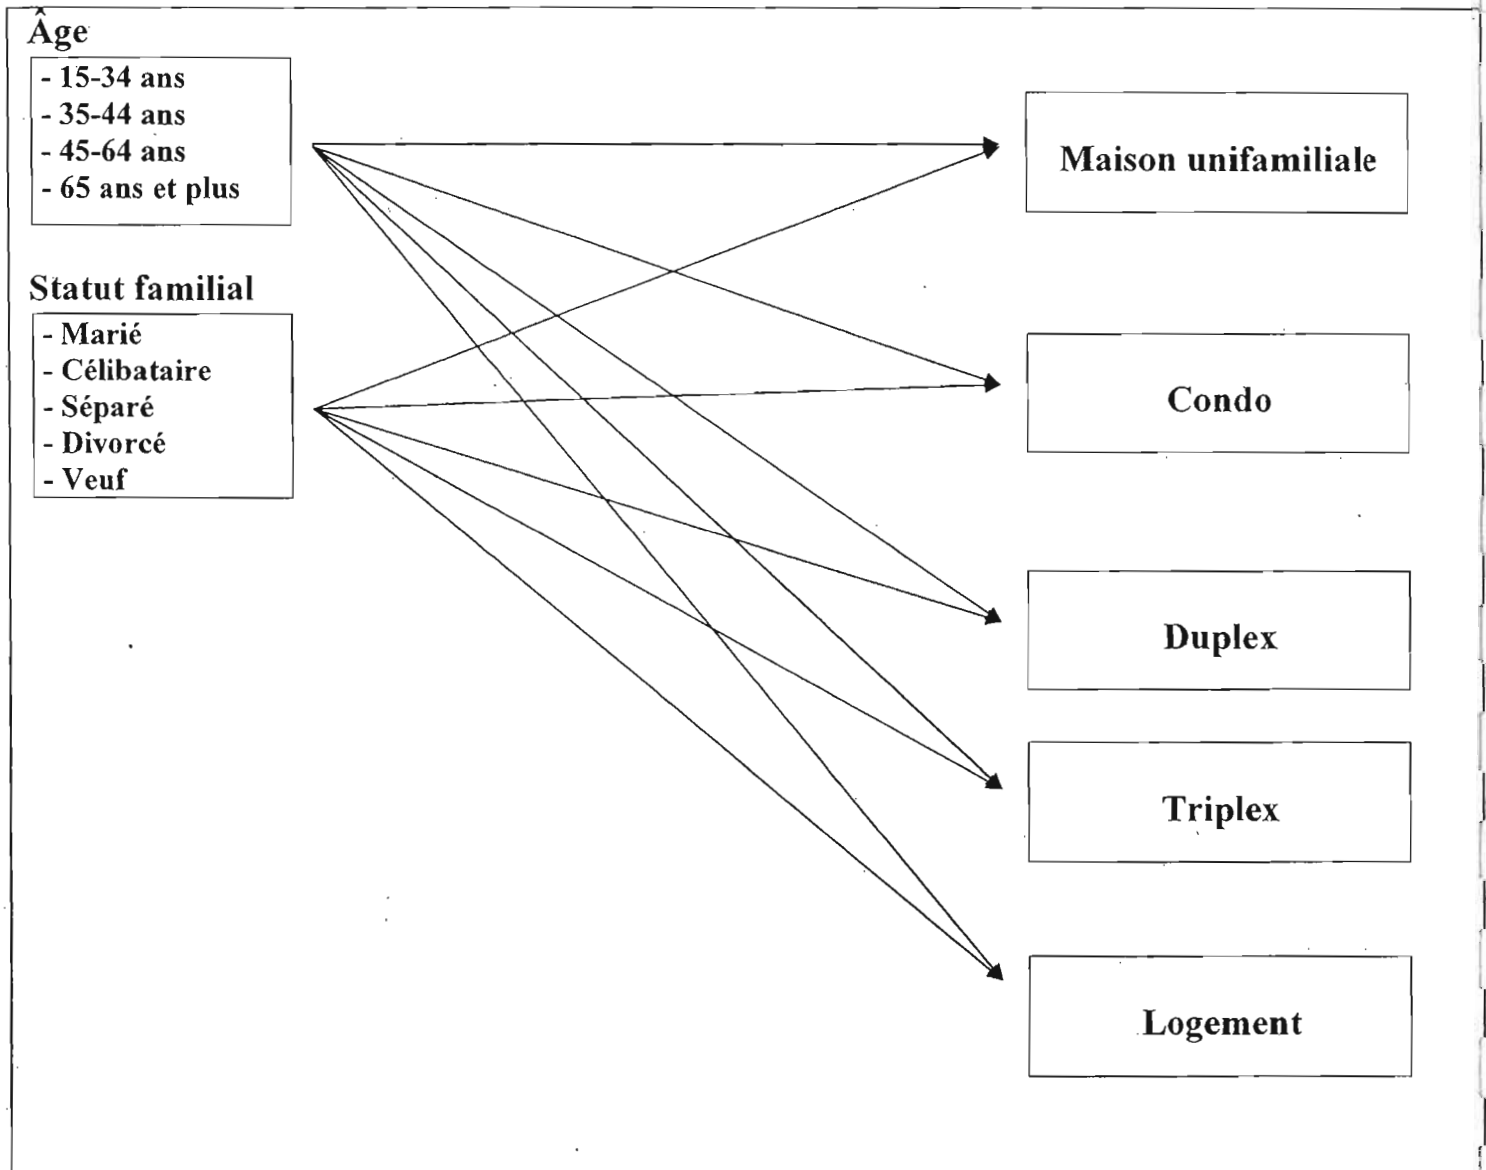 Âge
- 15-34 ans
- 35-44 ans
- 45-64 ans
- 65 ans et plus
Statut familial
- Marié
- Célibataire
- Séparé
- Divorcé
- Veuf
Maison unifamiliale
Condo
Duplex
Triplex
Logement